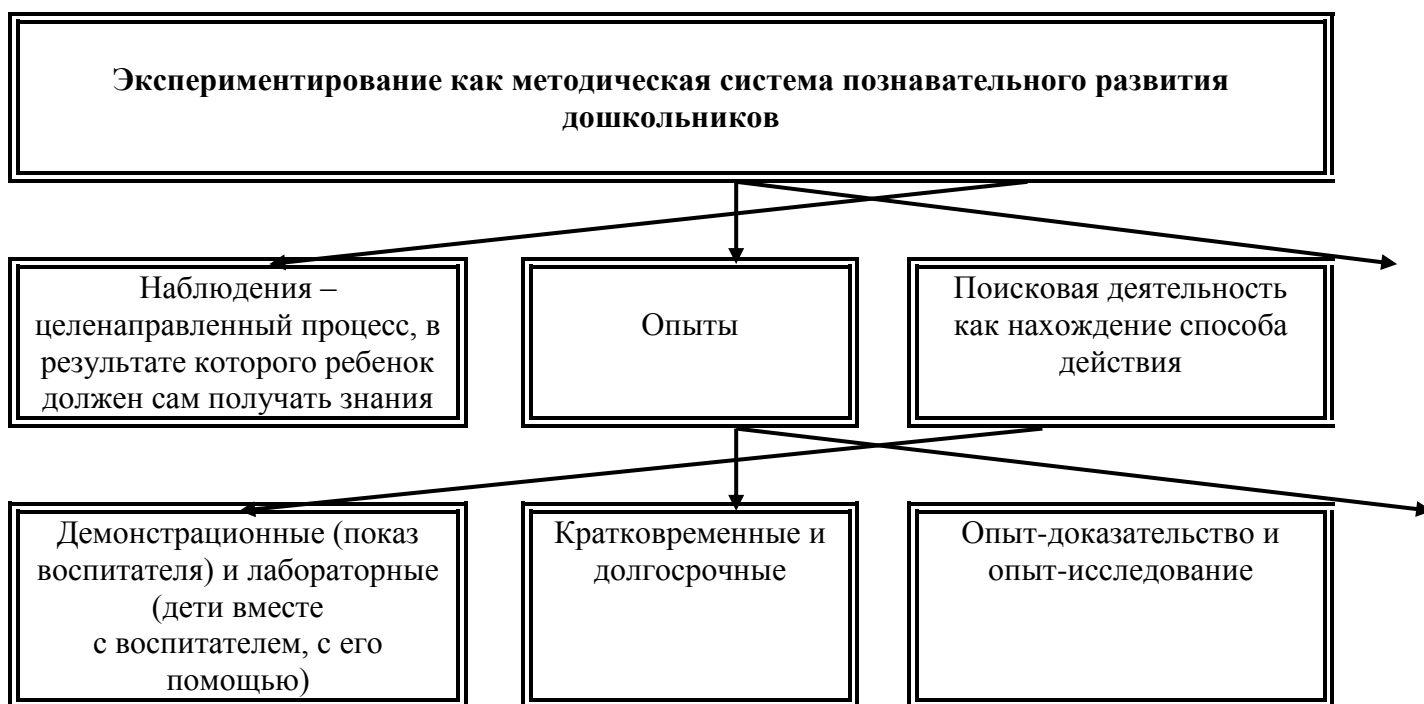 Экспериментирование как методическая система познавательного развития
дошкольников
Наблюдения –
целенаправленный процесс, в
результате которого ребенок
должен сам получать знания
Опыты
Поисковая деятельность
как нахождение способа
действия
Демонстрационные (показ
воспитателя) и лабораторные
(дети вместе
с воспитателем, с его
помощью)
Кратковременные и
долгосрочные
Опыт-доказательство и
опыт-исследование